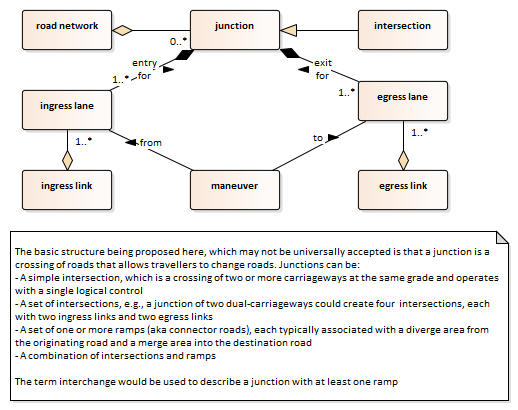 road network
junction
intersection
0..*
entry
for
exit
for
1..*
1..*
ingress lane
egress lane
1..*
from
to
1..*
ingress link
maneuver
egress link
The basic structure being proposed here, which may not be universally accepted is that a junction is a
crossing of roads that allows travellers to change roads. Junctions can be:
- A simple intersection, which is a crossing of two or more carriageways at the same grade and operates
with a single logical control
- A set of intersections, e.g., a junction of two dual-carriageways could create four intersections, each
with two ingress links and two egress links
- A set of one or more ramps (aka connector roads), each typically associated with a diverge area from
the originating road and a merge area into the destination road
- A combination of intersections and ramps
The term interchange would be used to describe a junction with at least one ramp